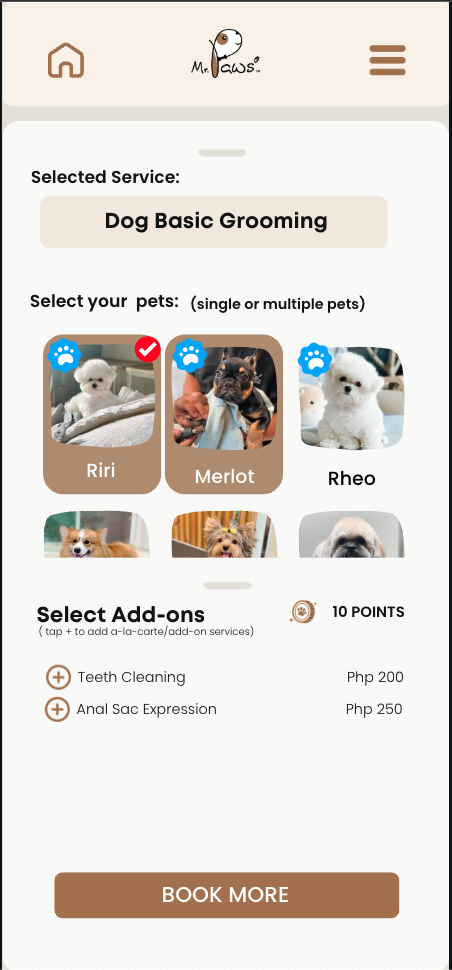 Mr. Paws
Selected Service:
Dog Basic Grooming
Select your pets: (single or multiple pets)
Riri
Merlot
Rheo
Select Add-ons
( tap + to add a-la-carte/add-on services)
10 POINTS
Teeth Cleaning Php 200
Anal Sac Expression Php 250
BOOK MORE